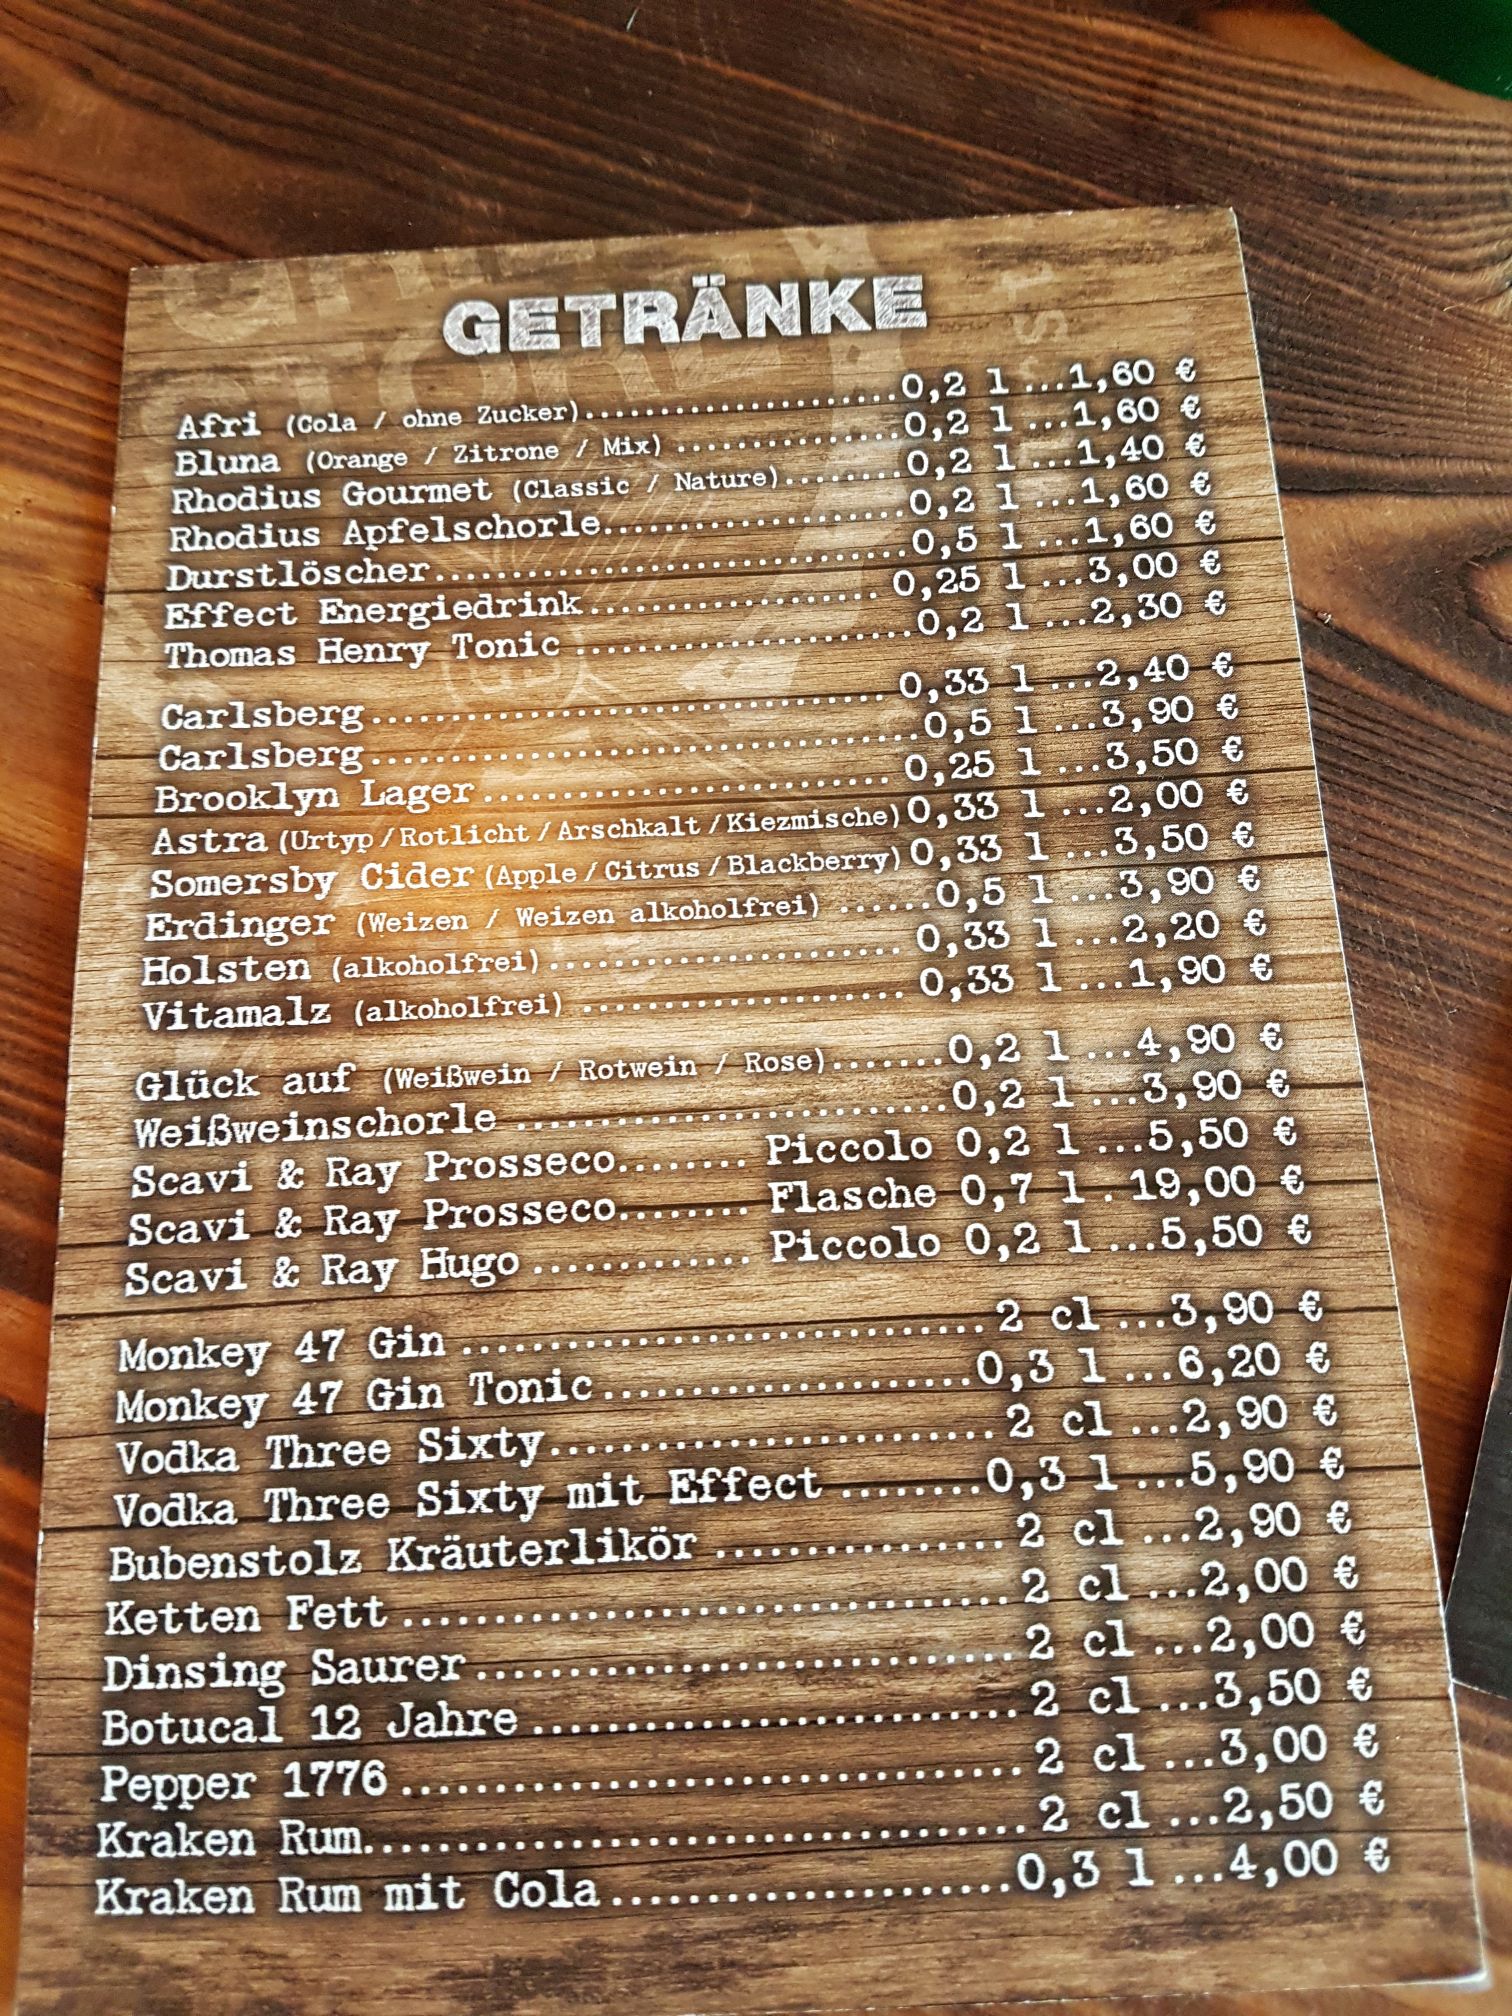 GETRÄNKE
Afri (Cola / ohne Zucker)......................0,2 l ...1,60 €
Bluna (Orange / Zitrone / Mix) ................0,2 l ...1,60 €
Rhodius Gourmet (Classic / Nature)........0,2 l ...1,40 €
Rhodius Apfelschorle.....................0,2 l ...1,60 €
Durstlöscher.................................0,5 l ...1,60 €
Effect Energiedrink.................... 0,25 l ...3,00 €
Thomas Henry Tonic .......................0,2 l ...2,30 €
Carlsberg.................................... 0,33 l ...2,40 €
Carlsberg......................................0,5 l ...3,90 €
Brooklyn Lager............................ 0,25 l ...3,50 €
Astra (Urtyp / Rotlicht / Arschkalt / Kiezmische) 0,33 l ...2,00 €
Somersby Cider (Apple / Citrus / Blackberry) 0,33 l ...3,50 €
Erdinger (Weizen / Weizen alkoholfrei) ......0,5 l ...3,90 €
Holsten (alkoholfrei)........................ 0,33 l ...2,20 €
Vitamalz (alkoholfrei) ...................... 0,33 l ...1,90 €
Glück auf (Weißwein / Rotwein / Rose).......0,2 l ...4,90 €
Weißweinschorle .............................0,2 l ...3,90 €
Scavi & Ray Prosseco........ Piccolo 0,2 l ...5,50 €
Scavi & Ray Prosseco........ Flasche 0,7 l . 19,00 €
Scavi & Ray Hugo ............. Piccolo 0,2 l ...5,50 €
Monkey 47 Gin ................................ 2 cl ...3,90 €
Monkey 47 Gin Tonic......................0,3 l ...6,20 €
Vodka Three Sixty........................... 2 cl ...2,90 €
Vodka Three Sixty mit Effect ........0,3 l ...5,90 €
Bubenstolz Kräuterlikör ................ 2 cl ...2,90 €
Ketten Fett .................................. 2 cl ...2,00 €
Dinsing Saurer.............................. 2 cl ...2,00 €
Botucal 12 Jahre ........................... 2 cl ...3,50 €
Pepper 1776 .................................. 2 cl ...3,00 €
Kraken Rum.................................... 2 cl ...2,50 €
Kraken Rum mit Cola......................0,3 l ...4,00 €